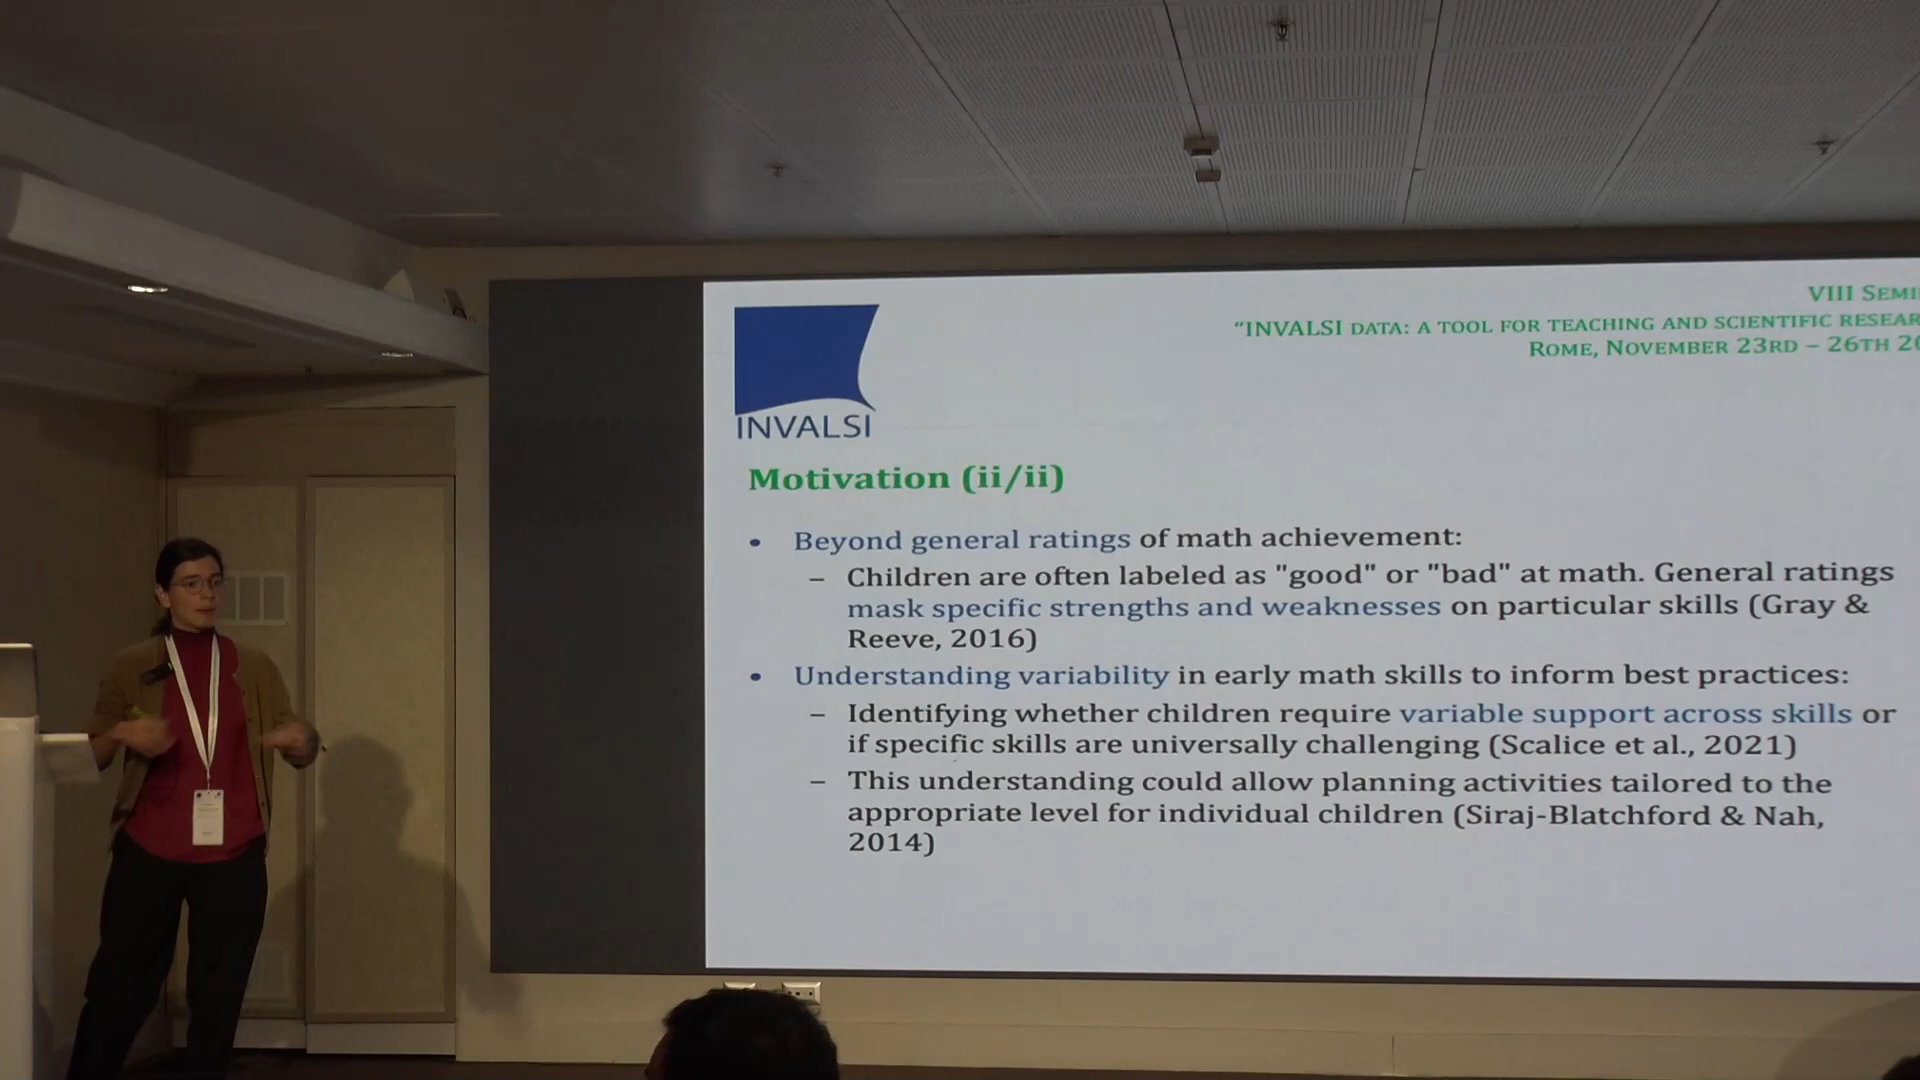 INVALSI
VIII SEMI
"INVALSI DATA: A TOOL FOR TEACHING AND SCIENTIFIC RESEAR
ROME, NOVEMBER 23RD – 26TH 20
Motivation (ii/ii)
• Beyond general ratings of math achievement:
– Children are often labeled as "good" or "bad" at math. General ratings
mask specific strengths and weaknesses on particular skills (Gray &
Reeve, 2016)
• Understanding variability in early math skills to inform best practices:
– Identifying whether children require variable support across skills or
if specific skills are universally challenging (Scalice et al., 2021)
– This understanding could allow planning activities tailored to the
appropriate level for individual children (Siraj-Blatchford & Nah,
2014)